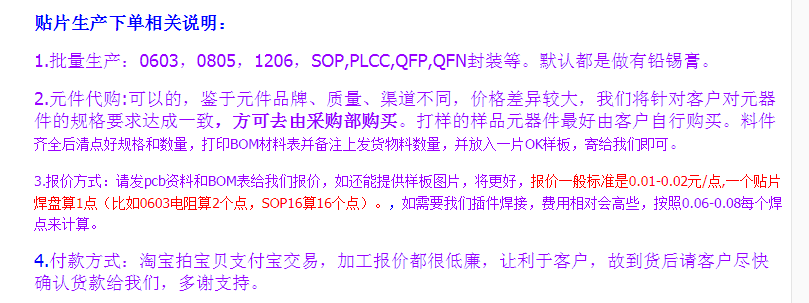 贴片生产下单相关说明：
1.批量生产：0603，0805，1206，SOP,PLCC,QFP,QFN封装等。默认都是做有铅锡膏。
2.元件代购:可以的，鉴于元件品牌、质量、渠道不同，价格差异较大，我们将针对客户对元器
件的规格要求达成一致，方可去由采购部购买。打样的样品元器件最好由客户自行购买。料件
齐全后清点好规格和数量，打印BOM材料表并备注上发货物料数量，并放入一片OK样板，寄给我们即可。
3.报价方式：请发pcb资料和BOM表给我们报价，如还能提供样板图片，将更好，报价一般标准是0.01-0.02元/点,一个贴片
焊盘算1点（比如0603电阻算2个点，SOP16算16个点）。，如需要我们插件焊接，费用相对会高些，按照0.06-0.08每个焊
点来计算。
4.付款方式：淘宝拍宝贝支付宝交易，加工报价都很低廉，让利于客户，故到货后请客户尽快
确认货款给我们，多谢支持。